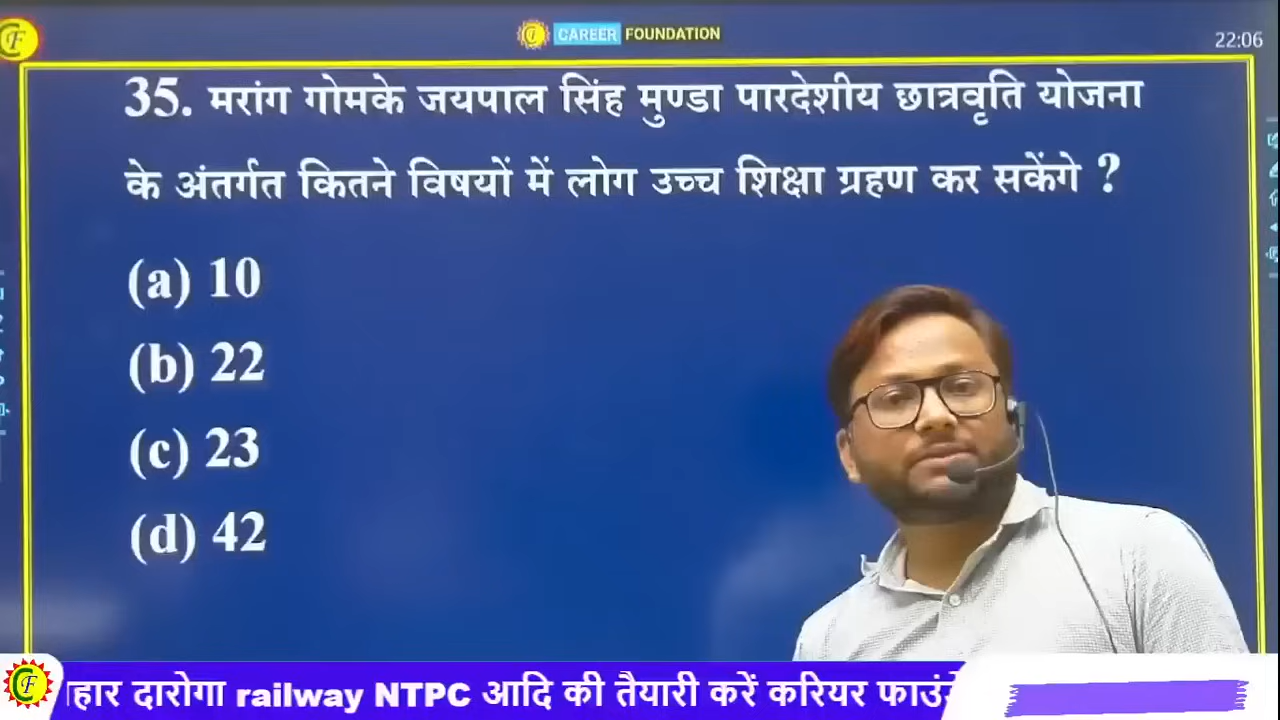 CAREER FOUNDATION
22:06
35. मरांग गोमके जयपाल सिंह मुण्डा पारदेशीय छात्रवृति योजना
के अंतर्गत कितने विषयों में लोग उच्च शिक्षा ग्रहण कर सकेंगे ?
(a) 10
(b) 22
(c) 23
(d) 42
दारोगा railway NTPC आदि की तैयारी करें करियर